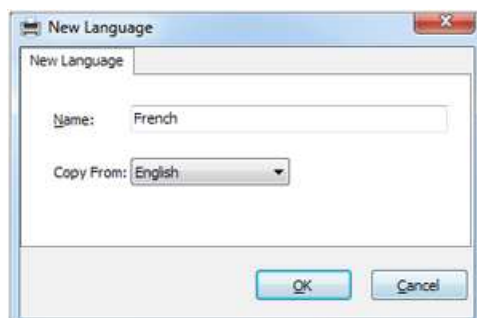 New Language
New Language
Name: French
Copy From: English
OK Cancel